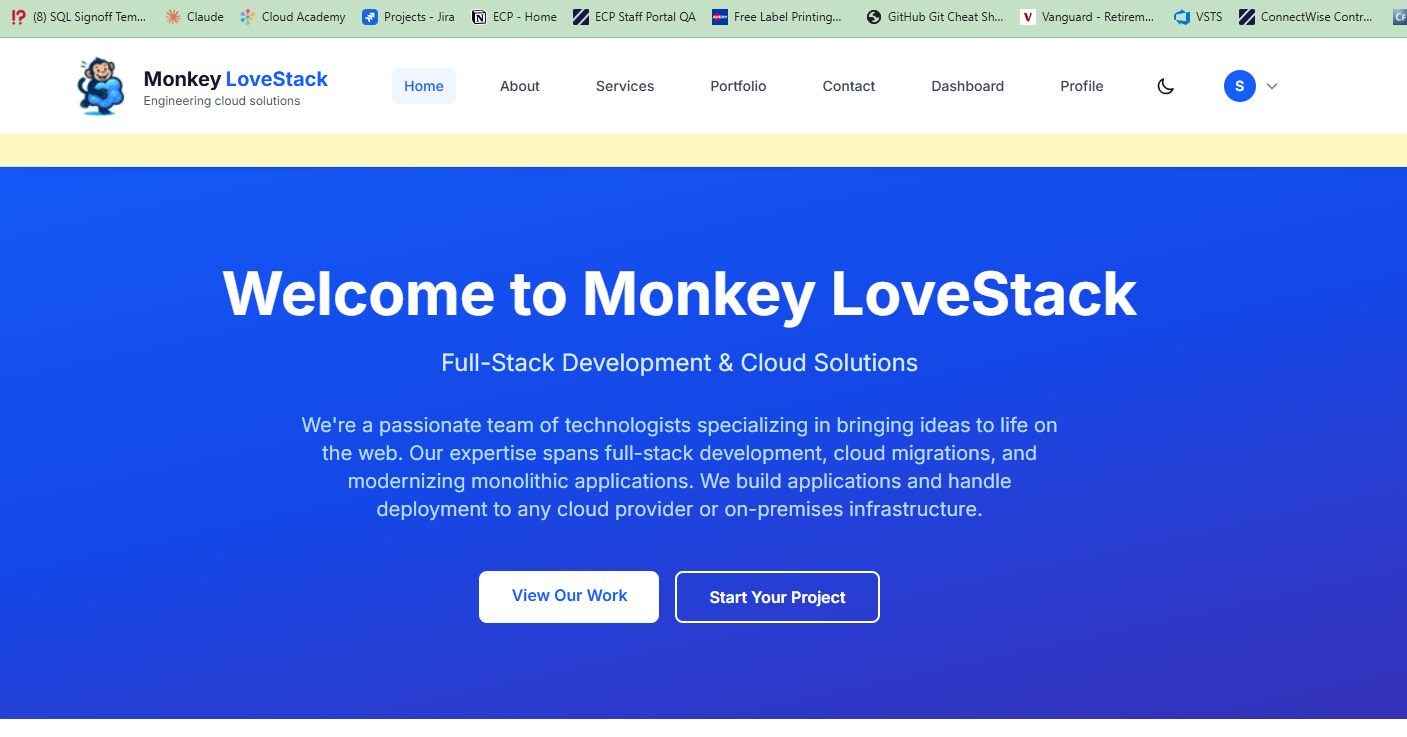 (8) SQL Signoff Tem... Claude Cloud Academy Projects - Jira ECP - Home ECP Staff Portal QA Free Label Printing... GitHub Git Cheat Sh... V Vanguard - Retirem... VSTS ConnectWise Contr... CF
Monkey LoveStack
Engineering cloud solutions
Home About Services Portfolio Contact Dashboard Profile S
Welcome to Monkey LoveStack
Full-Stack Development & Cloud Solutions
We're a passionate team of technologists specializing in bringing ideas to life on
the web. Our expertise spans full-stack development, cloud migrations, and
modernizing monolithic applications. We build applications and handle
deployment to any cloud provider or on-premises infrastructure.
View Our Work Start Your Project